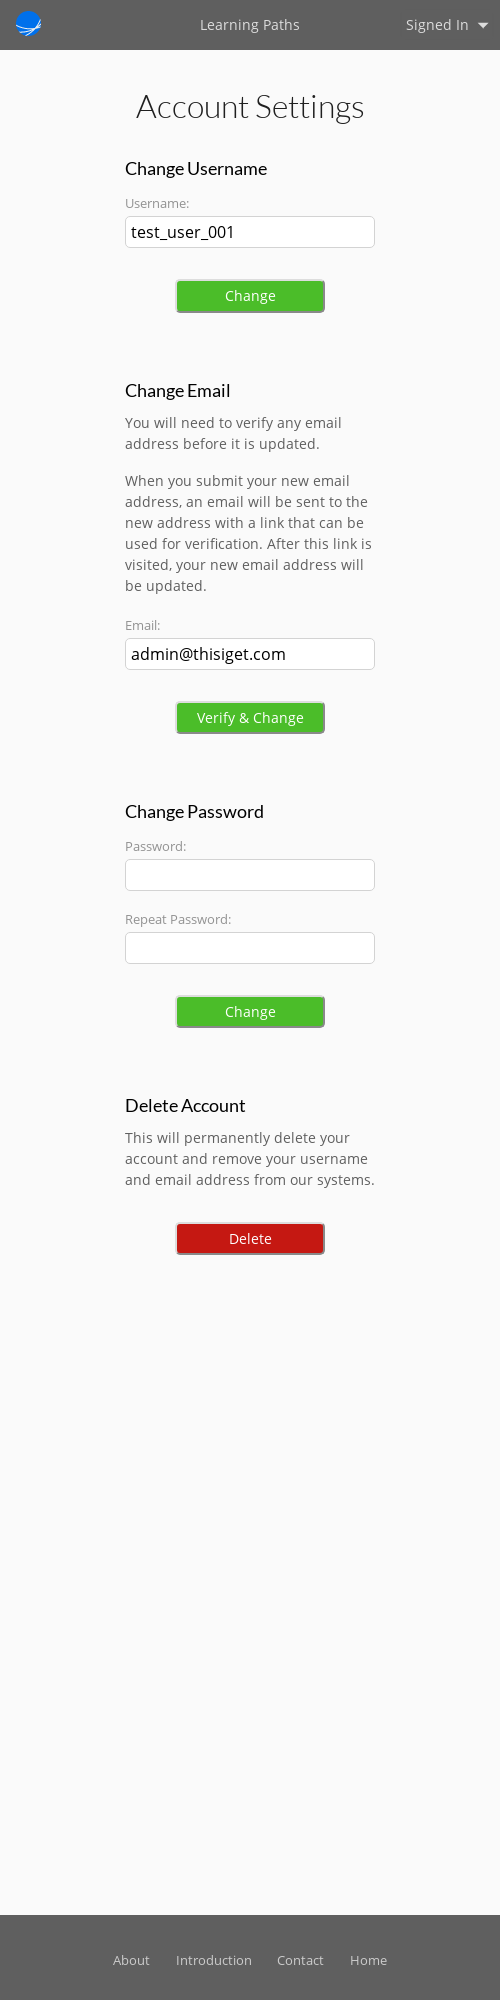 Learning Paths
Signed In
Account Settings
Change Username
Username:
test_user_001
Change
Change Email
You will need to verify any email
address before it is updated.
When you submit your new email
address, an email will be sent to the
new address with a link that can be
used for verification. After this link is
visited, your new email address will
be updated.
Email:
admin@thisiget.com
Verify & Change
Change Password
Password:
Repeat Password:
Change
Delete Account
This will permanently delete your
account and remove your username
and email address from our systems.
Delete
About Introduction Contact Home